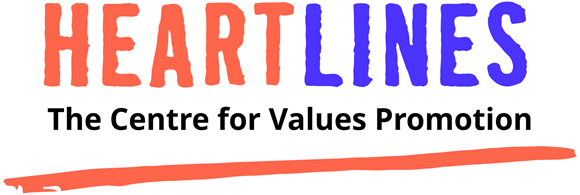 HEARTLINES
The Centre for Values Promotion